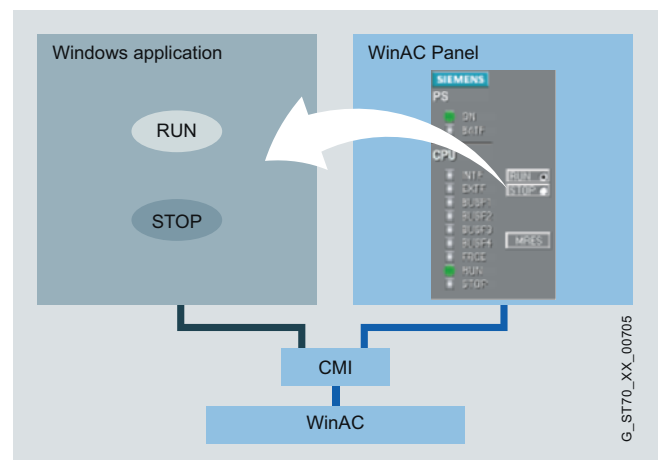 Windows application
RUN
STOP
WinAC Panel
SIEMENS
PS
ON
BATF
CPU
INTF
EXTF
BUSF1
BUSF2
BUSF3
BUSF4
FRCE
RUN
STOP
RUN
STOP
MRES
CMI
WinAC
G_ST70_XX_00705